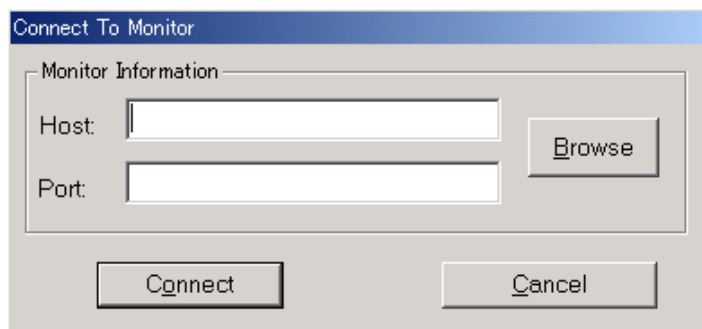 Connect To Monitor
Monitor Information
Host:
Browse
Port:
Connect
Cancel